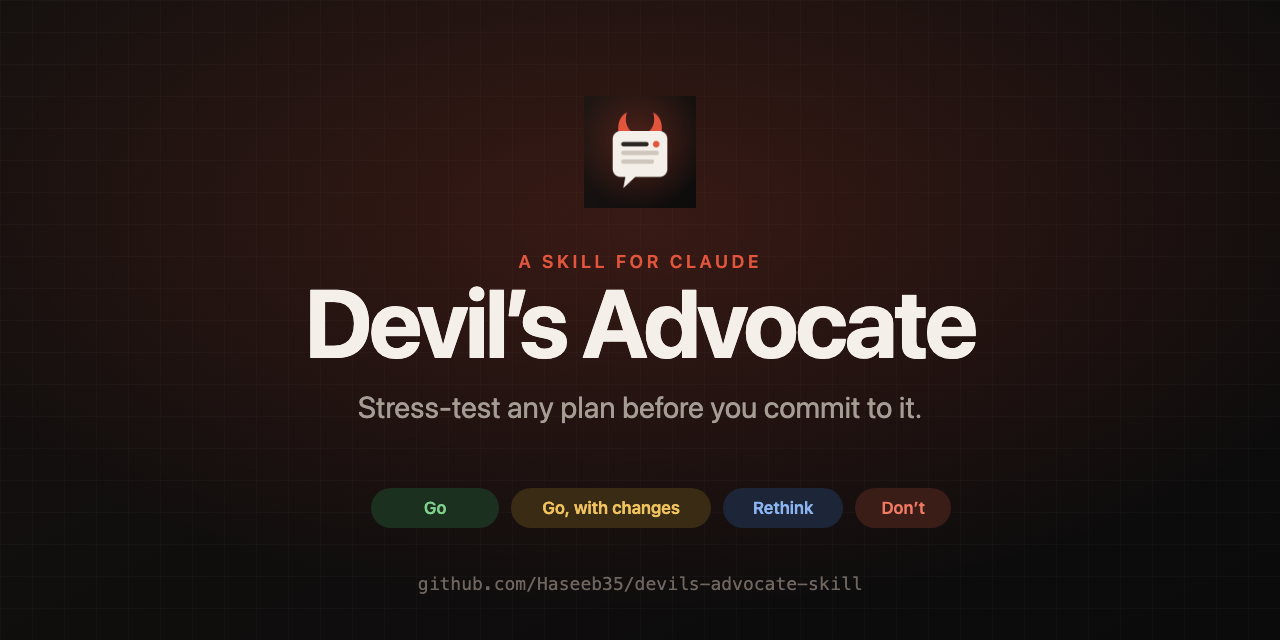 A SKILL FOR CLAUDE
Devil’s Advocate
Stress-test any plan before you commit to it.
Go
Go, with changes
Rethink
Don’t
github.com/Haseeb35/devils-advocate-skill